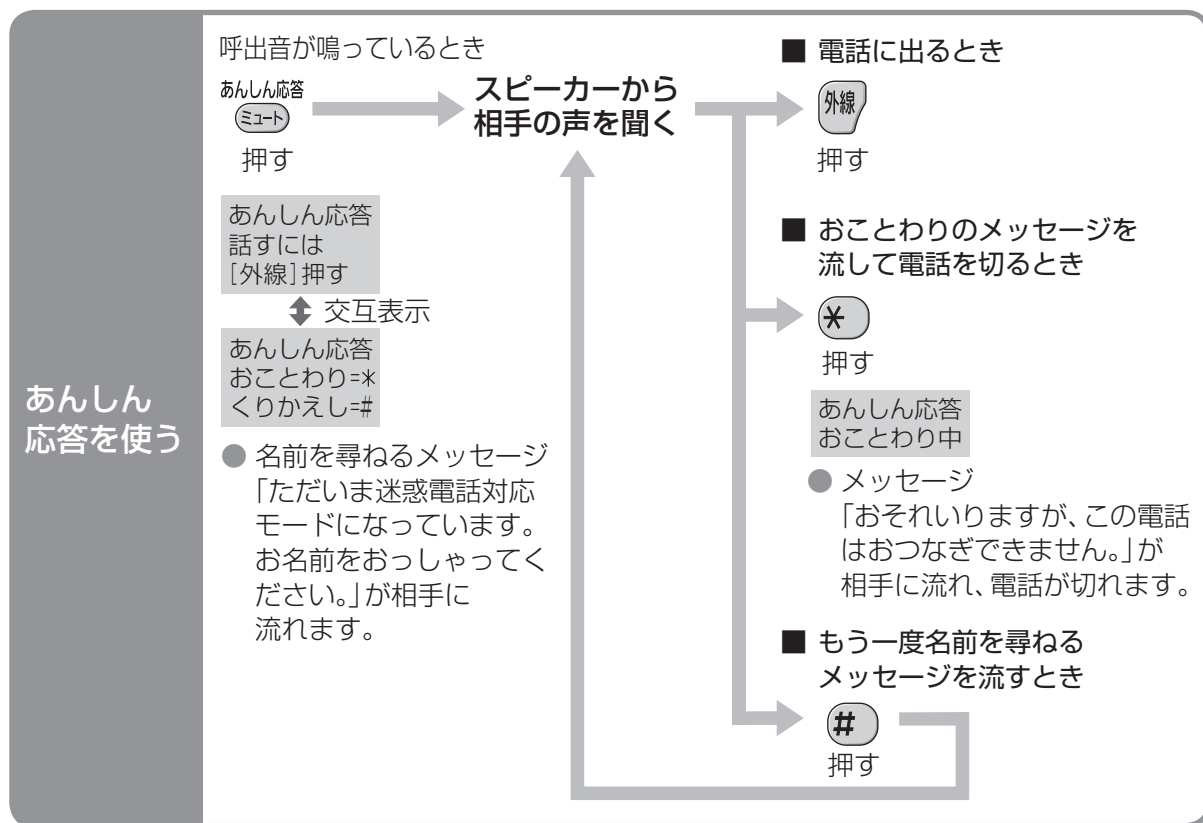 あんしん
応答を使う
呼出音が鳴っているとき
あんしん応答
ミュート
押す
あんしん応答
話すには
[外線]押す
交互表示
あんしん応答
おことわり=*
くりかえし=#
● 名前を尋ねるメッセージ
「ただいま迷惑電話対応
モードになっています。
お名前をおっしゃってく
ださい。」が相手に
流れます。
スピーカーから
相手の声を聞く
■ 電話に出るとき
外線
押す
■ おことわりのメッセージを
流して電話を切るとき
*
押す
あんしん応答
おことわり中
● メッセージ
「おそれいりますが、この電話
はおつなぎできません。」が
相手に流れ、電話が切れます。
■ もう一度名前を尋ねる
メッセージを流すとき
#
押す